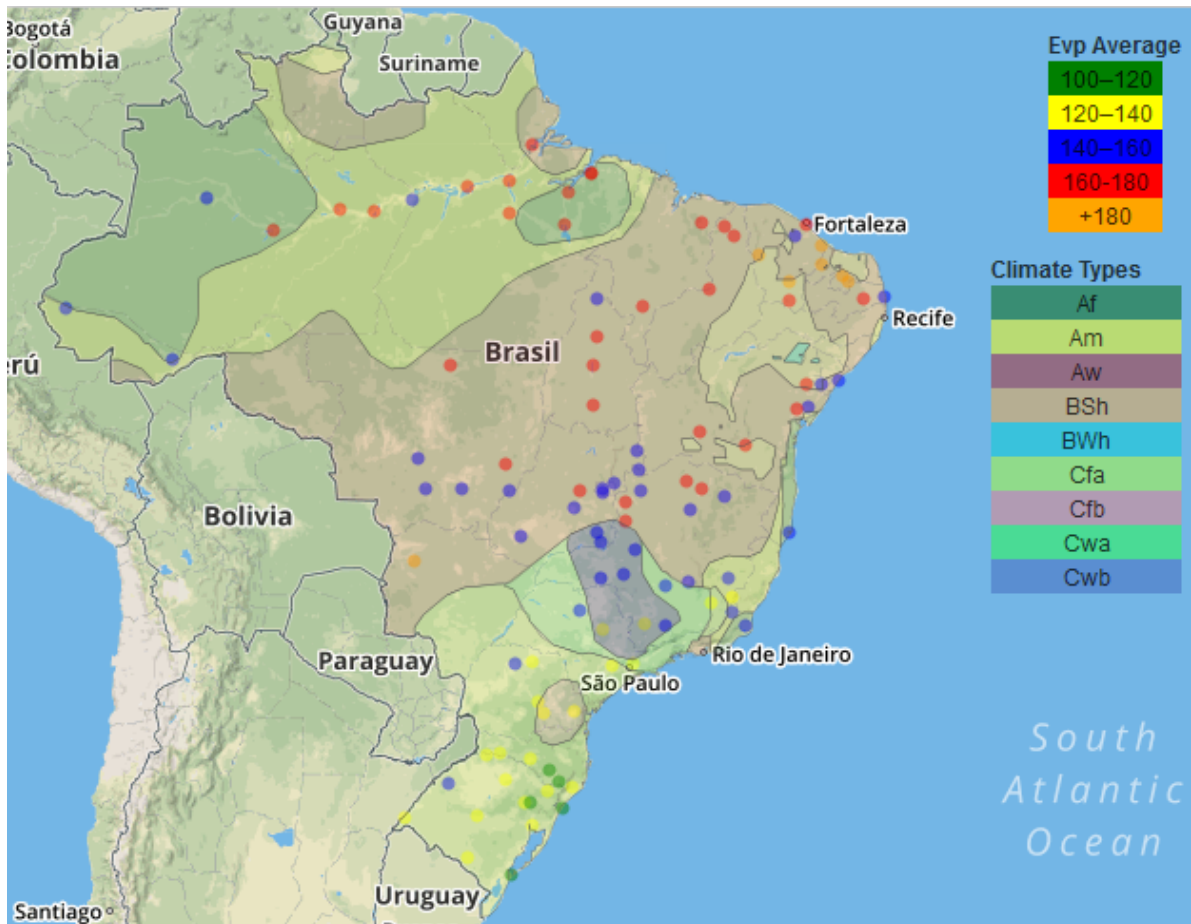 Bogotá
Colombia
Guyana
Suriname
Evp Average
100–120
120–140
140–160
160-180
+180
Fortaleza
Climate Types
Af
Am
Aw
BSh
BWh
Cfa
Cfb
Cwa
Cwb
Recife
Brasil
erú
Bolivia
Paraguay
Rio de Janeiro
São Paulo
South
Atlantic
Ocean
Uruguay
Santiago